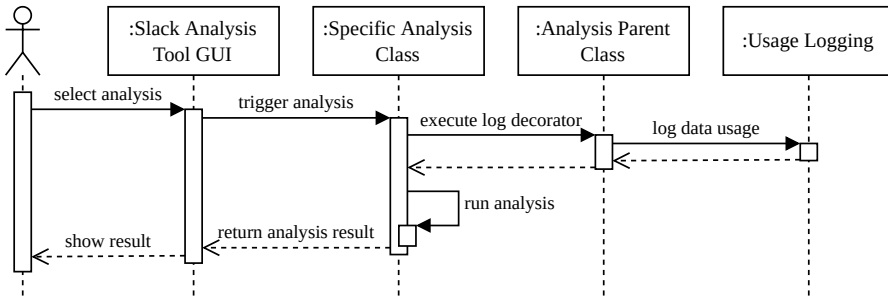 :Slack Analysis
Tool GUI
:Specific Analysis
Class
:Analysis Parent
Class
:Usage Logging
select analysis
trigger analysis
execute log decorator
log data usage
run analysis
return analysis result
show result